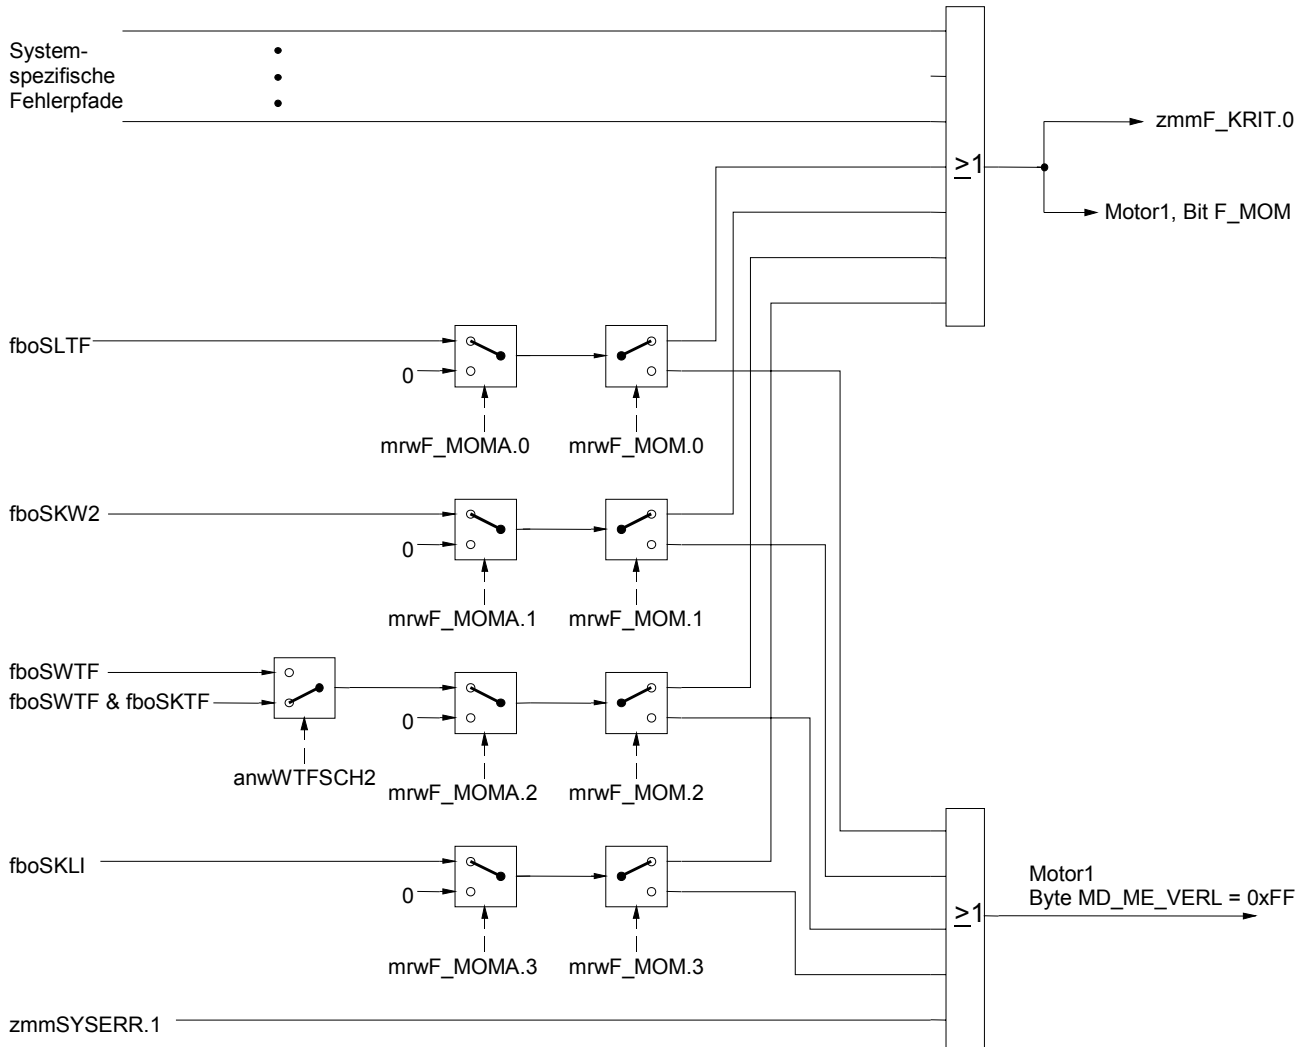 System-
spezifische
Fehlerpfade
≥1
zmmF_KRIT.0
Motor1, Bit F_MOM
fboSLTF
0
mrwF_MOMA.0
mrwF_MOM.0
fboSKW2
0
mrwF_MOMA.1
mrwF_MOM.1
fboSWTF
fboSWTF & fboSKTF
0
anwWTFSCH2
mrwF_MOMA.2
mrwF_MOM.2
fboSKLI
0
mrwF_MOMA.3
mrwF_MOM.3
≥1
Motor1
Byte MD_ME_VERL = 0xFF
zmmSYSERR.1